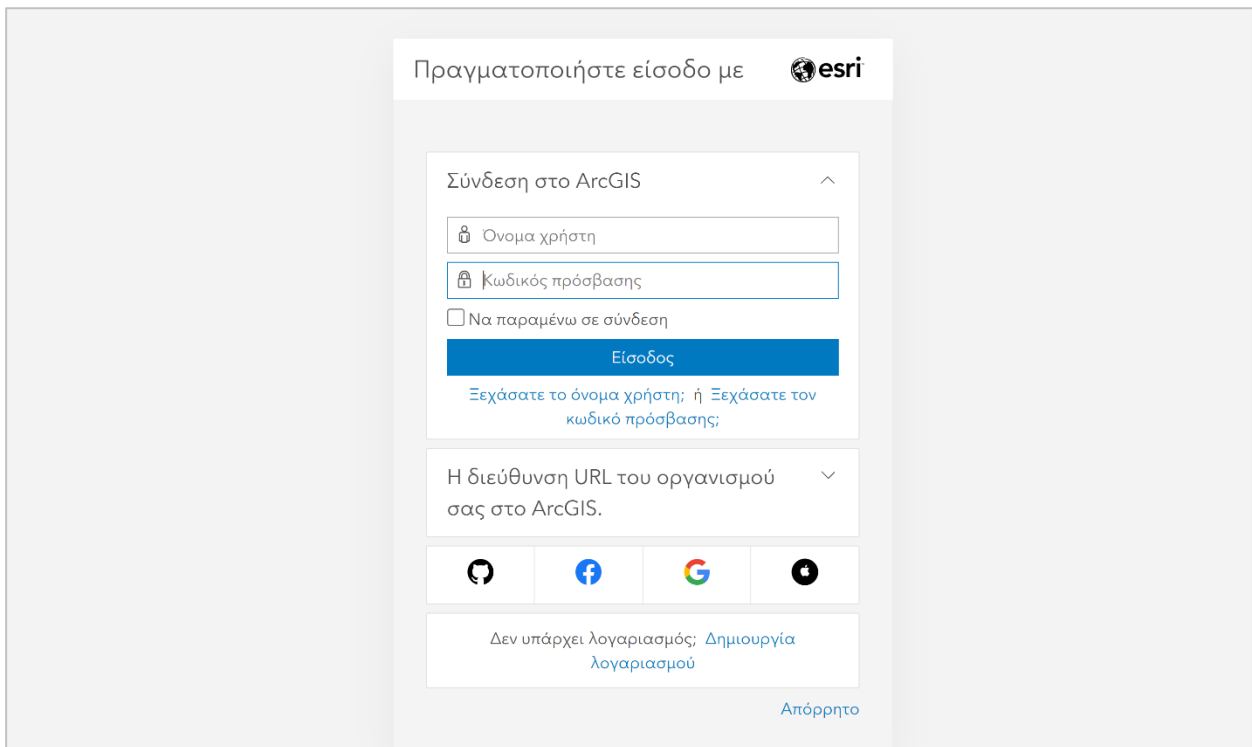 Πραγματοποιήστε είσοδο με
esri
Σύνδεση στο ArcGIS
Όνομα χρήστη
Κωδικός πρόσβασης
Να παραμένω σε σύνδεση
Είσοδος
Ξεχάσατε το όνομα χρήστη; ή Ξεχάσατε τον
κωδικό πρόσβασης;
Η διεύθυνση URL του οργανισμού
σας στο ArcGIS.
Δεν υπάρχει λογαριασμός; Δημιουργία
λογαριασμού
Απόρρητο